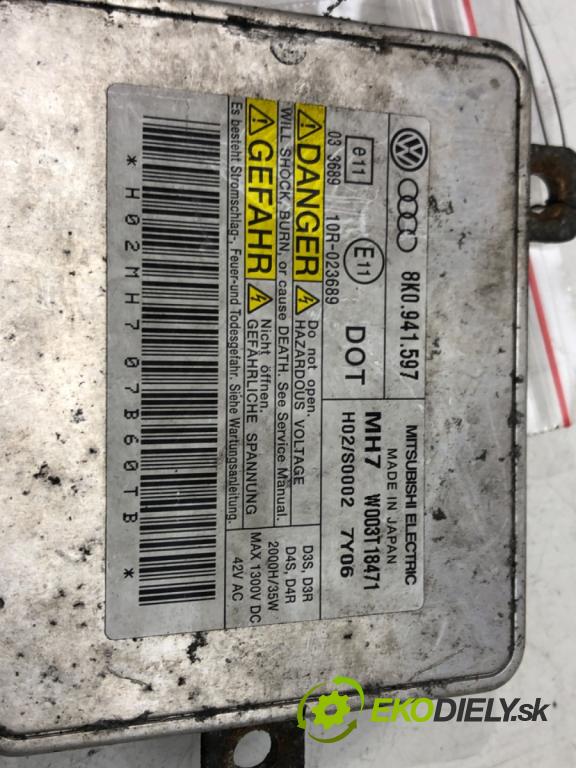 8K0.941.597
e11 E11 DOT
03 3689 10R-023689
DANGER Do not open. HAZARDOUS VOLTAGE
WILL SHOCK, BURN, or cause DEATH. See Service Manual.
GEFAHR Nicht öffnen. GEFÄHRLICHE SPANNUNG
Es besteht Stromschlag-, Feuer-und Todesgefahr. Siehe Wartungsanleitung.
MITSUBISHI ELECTRIC
MADE IN JAPAN
MH7 W003T18471
H02/S0002 7Y06
D3S, D3R
D4S, D4R
2000H/35W
MAX 1300V DC
42V AC
*H02MH707B60TB*
EKODIELY.sk